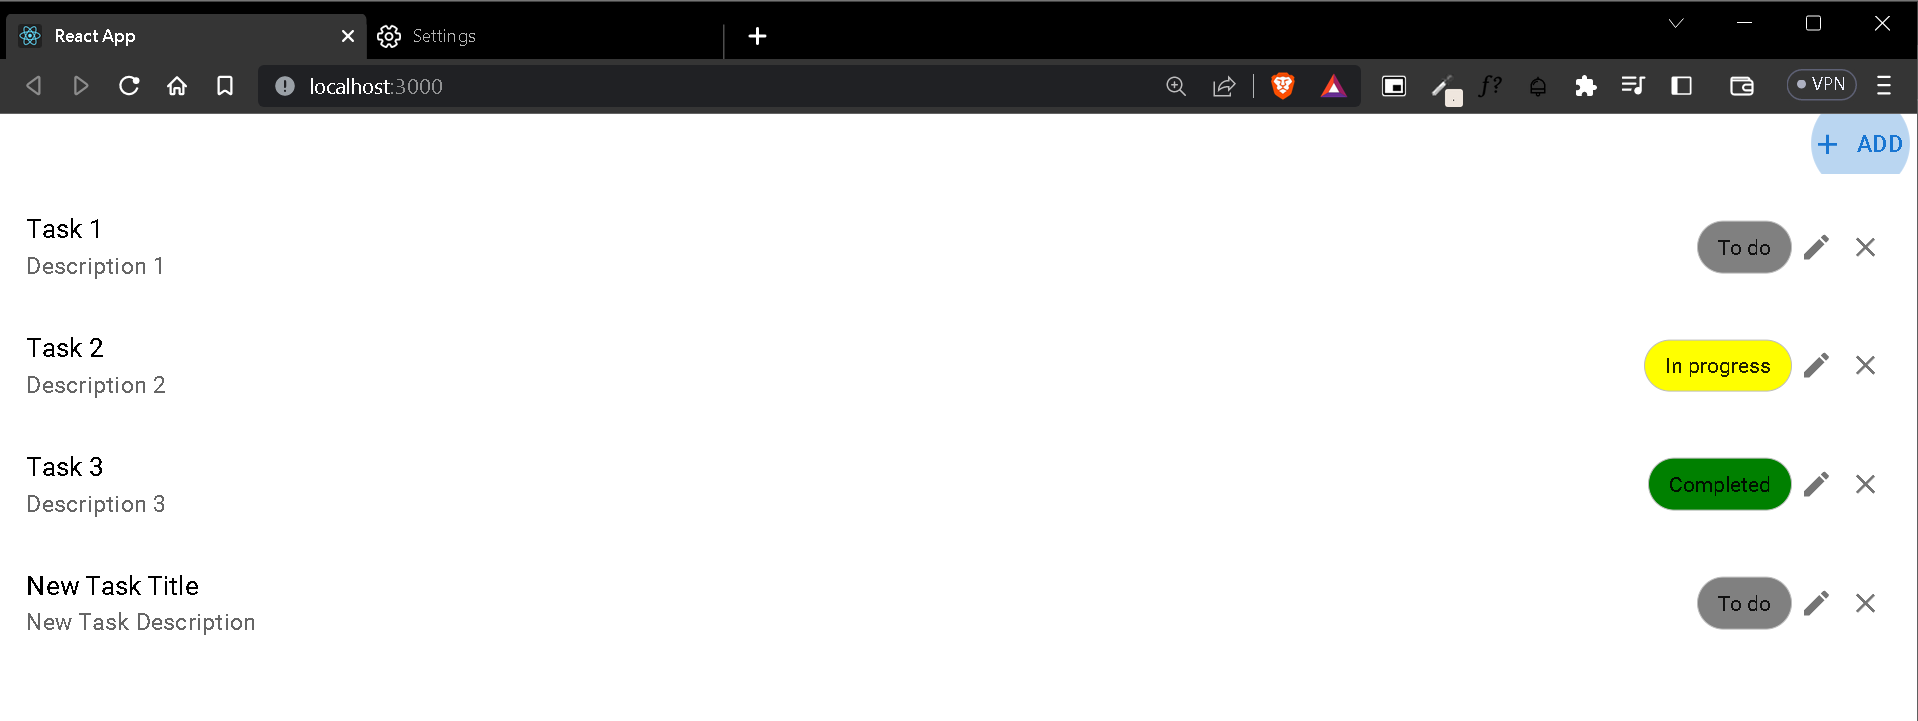 React App
Settings
localhost:3000
f?
VPN
+ ADD
Task 1
Description 1
To do
Task 2
Description 2
In progress
Task 3
Description 3
Completed
New Task Title
New Task Description
To do